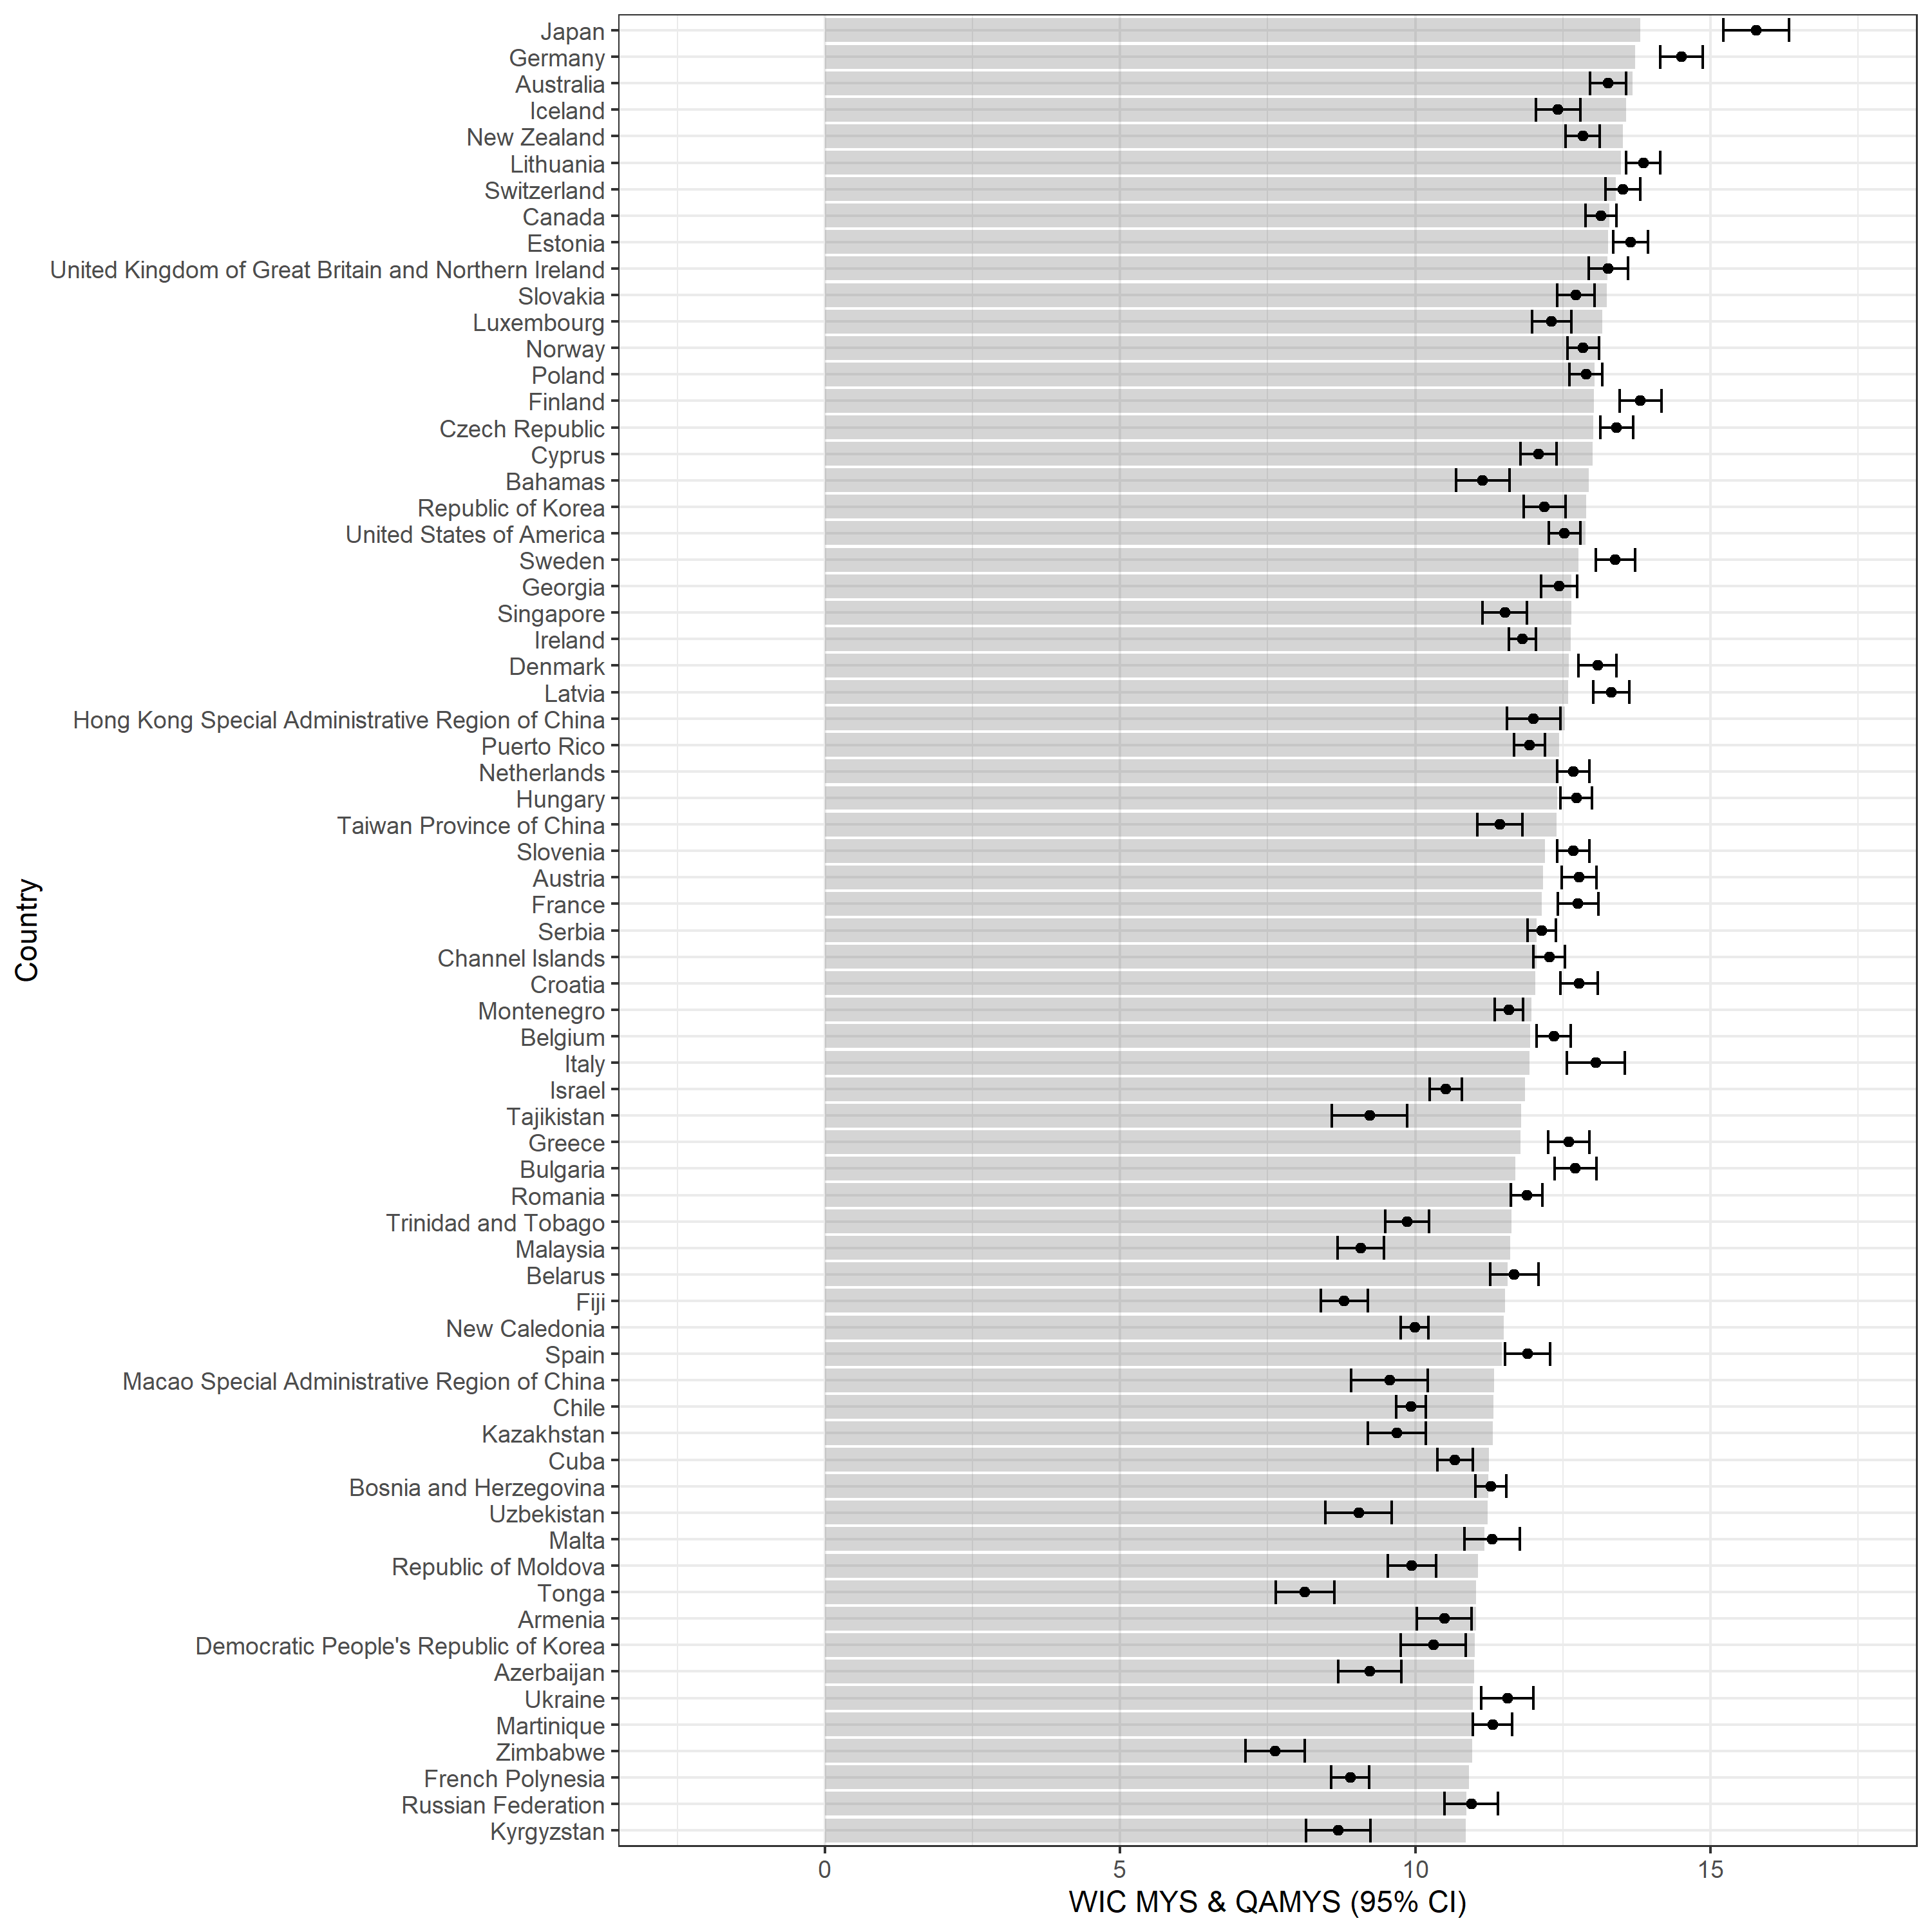 Country
Japan
Germany
Australia
Iceland
New Zealand
Lithuania
Switzerland
Canada
Estonia
United Kingdom of Great Britain and Northern Ireland
Slovakia
Luxembourg
Norway
Poland
Finland
Czech Republic
Cyprus
Bahamas
Republic of Korea
United States of America
Sweden
Georgia
Singapore
Ireland
Denmark
Latvia
Hong Kong Special Administrative Region of China
Puerto Rico
Netherlands
Hungary
Taiwan Province of China
Slovenia
Austria
France
Serbia
Channel Islands
Croatia
Montenegro
Belgium
Italy
Israel
Tajikistan
Greece
Bulgaria
Romania
Trinidad and Tobago
Malaysia
Belarus
Fiji
New Caledonia
Spain
Macao Special Administrative Region of China
Chile
Kazakhstan
Cuba
Bosnia and Herzegovina
Uzbekistan
Malta
Republic of Moldova
Tonga
Armenia
Democratic People's Republic of Korea
Azerbaijan
Ukraine
Martinique
Zimbabwe
French Polynesia
Russian Federation
Kyrgyzstan
0 5 10 15
WIC MYS & QAMYS (95% CI)